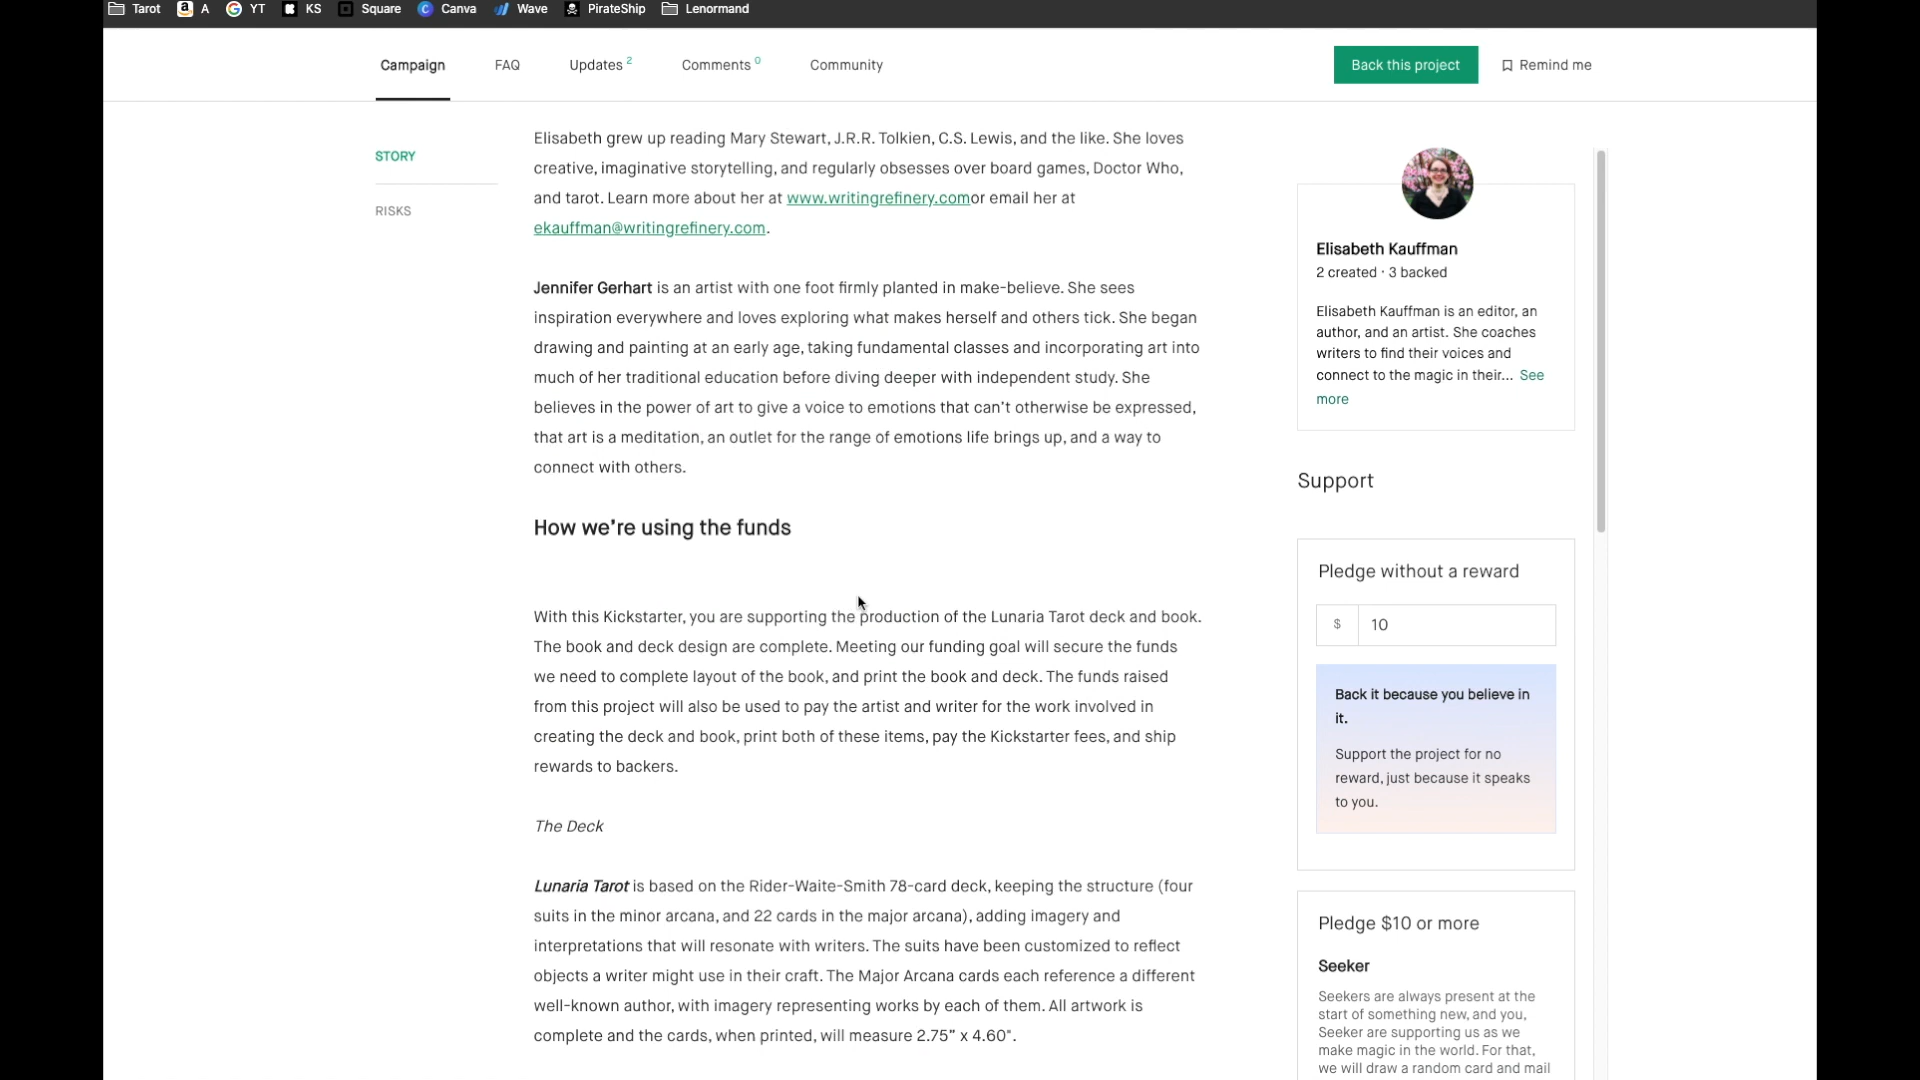 Tarot A YT KS Square Canva Wave PirateShip Lenormand
Campaign FAQ Updates 2 Comments 0 Community Back this project Remind me
STORY
RISKS
Elisabeth grew up reading Mary Stewart, J.R.R. Tolkien, C.S. Lewis, and the like. She loves
creative, imaginative storytelling, and regularly obsesses over board games, Doctor Who,
and tarot. Learn more about her at www.writingrefinery.comor email her at
ekauffman@writingrefinery.com.
Jennifer Gerhart is an artist with one foot firmly planted in make-believe. She sees
inspiration everywhere and loves exploring what makes herself and others tick. She began
drawing and painting at an early age, taking fundamental classes and incorporating art into
much of her traditional education before diving deeper with independent study. She
believes in the power of art to give a voice to emotions that can't otherwise be expressed,
that art is a meditation, an outlet for the range of emotions life brings up, and a way to
connect with others.
How we're using the funds
With this Kickstarter, you are supporting the production of the Lunaria Tarot deck and book.
The book and deck design are complete. Meeting our funding goal will secure the funds
we need to complete layout of the book, and print the book and deck. The funds raised
from this project will also be used to pay the artist and writer for the work involved in
creating the deck and book, print both of these items, pay the Kickstarter fees, and ship
rewards to backers.
The Deck
Lunaria Tarot is based on the Rider-Waite-Smith 78-card deck, keeping the structure (four
suits in the minor arcana, and 22 cards in the major arcana), adding imagery and
interpretations that will resonate with writers. The suits have been customized to reflect
objects a writer might use in their craft. The Major Arcana cards each reference a different
well-known author, with imagery representing works by each of them. All artwork is
complete and the cards, when printed, will measure 2.75” x 4.60".
Elisabeth Kauffman
2 created · 3 backed
Elisabeth Kauffman is an editor, an
author, and an artist. She coaches
writers to find their voices and
connect to the magic in their... See
more
Support
Pledge without a reward
$ 10
Back it because you believe in
it.
Support the project for no
reward, just because it speaks
to you.
Pledge $10 or more
Seeker
Seekers are always present at the
start of something new, and you,
Seeker are supporting us as we
make magic in the world. For that,
we will draw a random card and mail